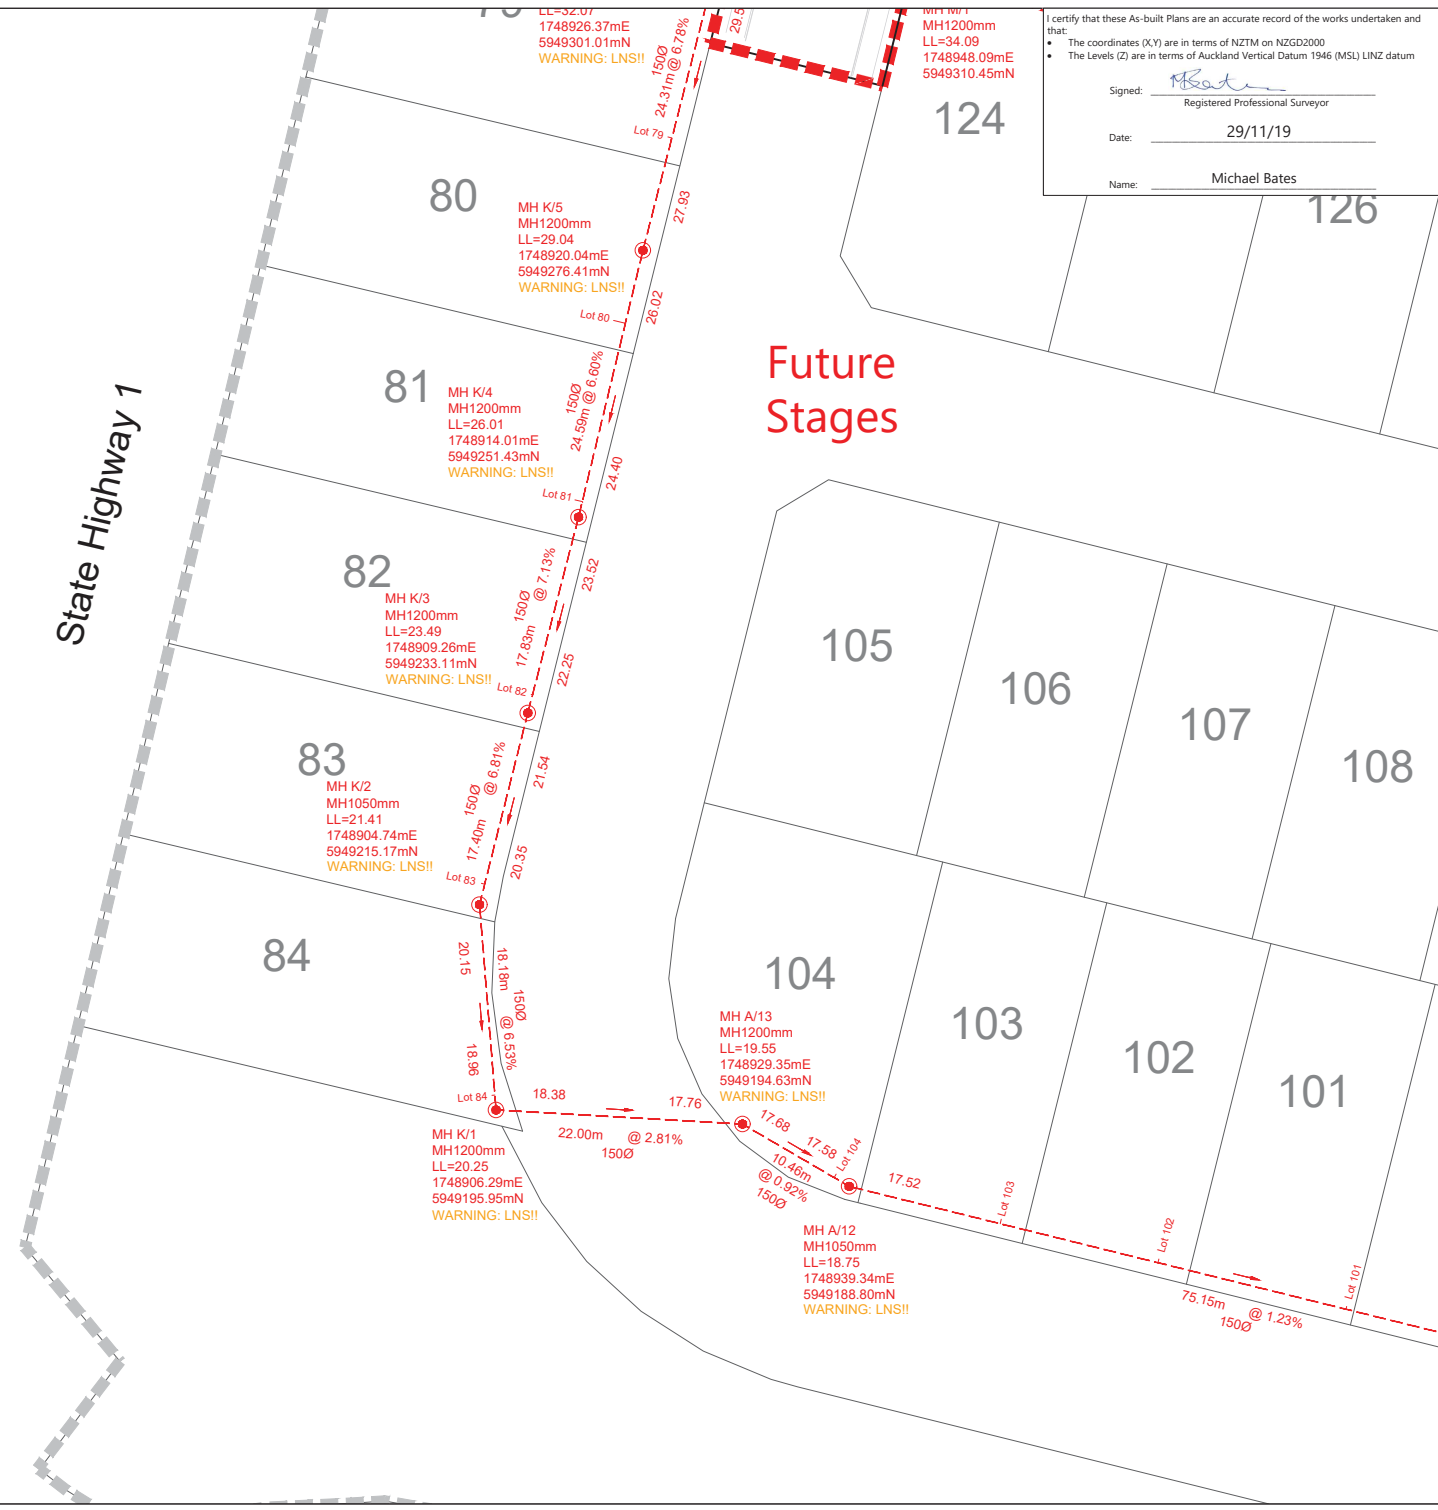 LL=32.07
1748926.37mE
5949301.01mN
WARNING: LNS!!
150Ø
24.31m @ 6.78%
29.5
MH M/1
MH1200mm
LL=34.09
1748948.09mE
5949310.45mN
I certify that these As-built Plans are an accurate record of the works undertaken and
that:
• The coordinates (X,Y) are in terms of NZTM on NZGD2000
• The Levels (Z) are in terms of Auckland Vertical Datum 1946 (MSL) LINZ datum
Signed:
Registered Professional Surveyor
Date: 29/11/19
Name: Michael Bates
124
126
Lot 79
80
27.93
MH K/5
MH1200mm
LL=29.04
1748920.04mE
5949276.41mN
WARNING: LNS!!
Lot 80
26.02
Future
Stages
State Highway 1
81
MH K/4
MH1200mm
LL=26.01
1748914.01mE
5949251.43mN
WARNING: LNS!!
150Ø
24.59m @ 6.60%
24.40
Lot 81
82
150Ø
@ 7.13%
17.83m
23.52
MH K/3
MH1200mm
LL=23.49
1748909.26mE
5949233.11mN
WARNING: LNS!!
22.25
Lot 82
105
106
107
108
83
150Ø
@ 6.81%
17.40m
21.54
MH K/2
MH1050mm
LL=21.41
1748904.74mE
5949215.17mN
WARNING: LNS!!
20.35
Lot 83
84
20.15
18.18m
150Ø
@ 6.53%
18.96
104
103
102
101
MH A/13
MH1200mm
LL=19.55
1748929.35mE
5949194.63mN
WARNING: LNS!!
Lot 84
18.38
17.76
22.00m @ 2.81%
150Ø
17.68
17.58
Lot 104
10.46m
@ 0.92%
150Ø
17.52
Lot 103
Lot 102
Lot 101
MH K/1
MH1200mm
LL=20.25
1748906.29mE
5949195.95mN
WARNING: LNS!!
MH A/12
MH1050mm
LL=18.75
1748939.34mE
5949188.80mN
WARNING: LNS!!
75.15m @ 1.23%
150Ø